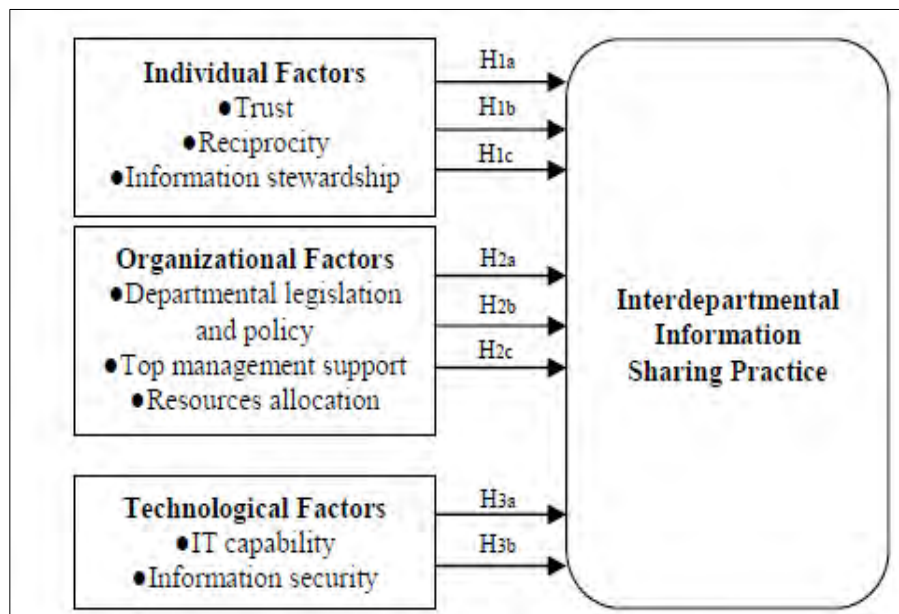 Individual Factors
●Trust
●Reciprocity
●Information stewardship
H1a
H1b
H1c
Organizational Factors
●Departmental legislation
and policy
●Top management support
●Resources allocation
H2a
H2b
H2c
Technological Factors
●IT capability
●Information security
H3a
H3b
Interdepartmental
Information
Sharing Practice